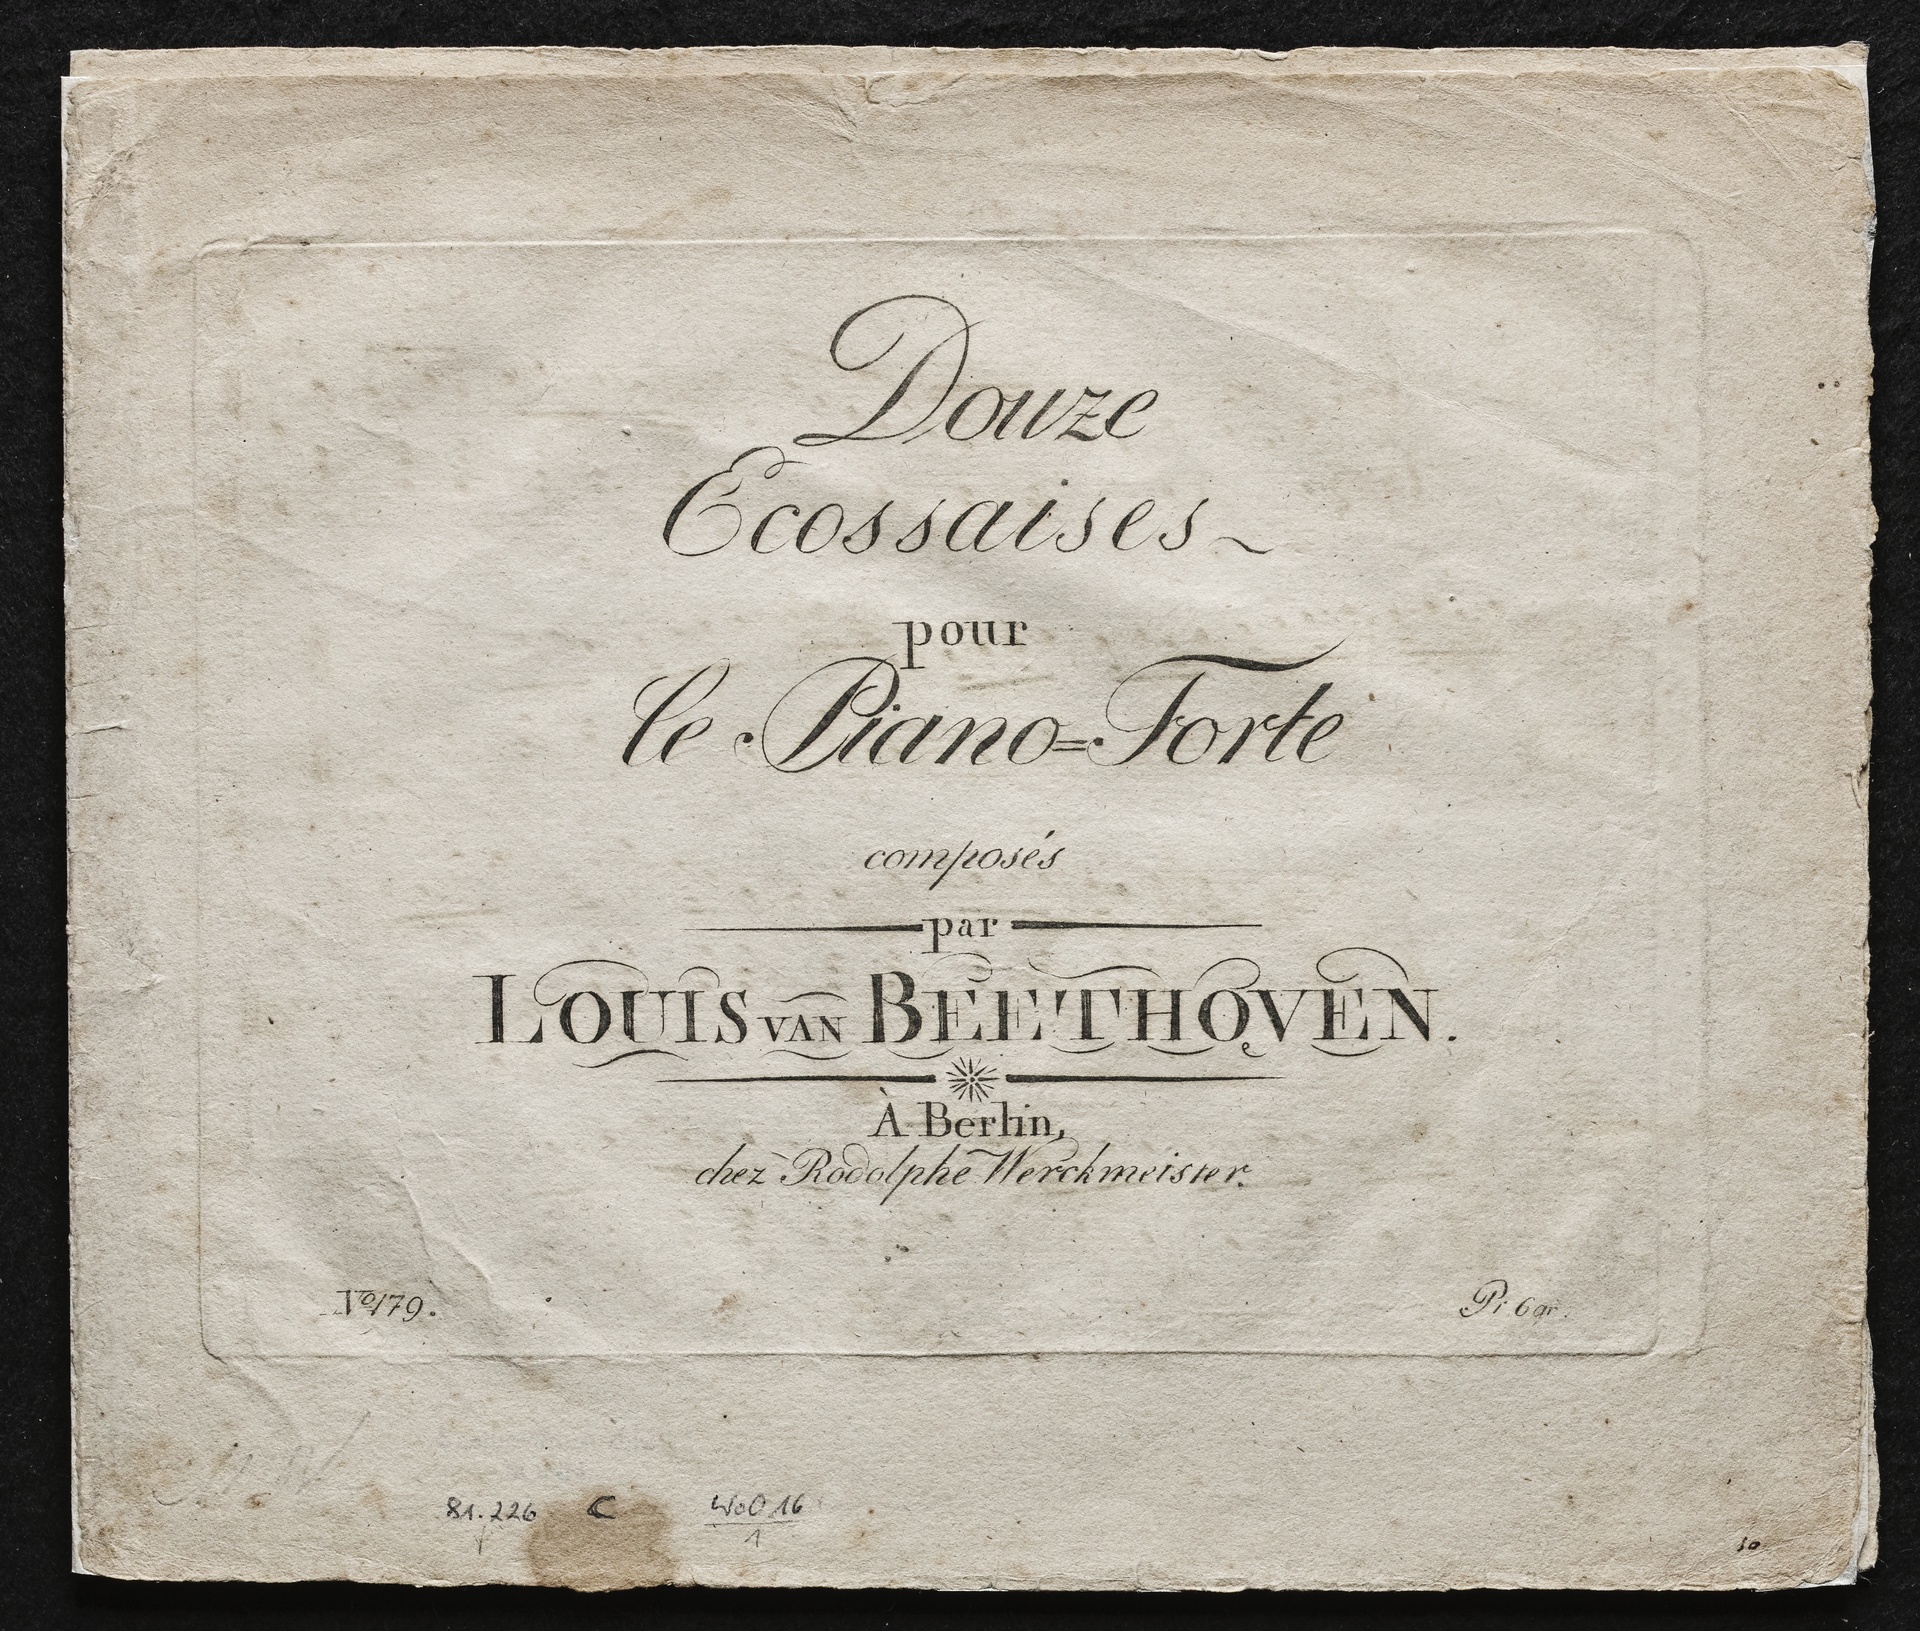 Douze
Ecossaises
pour
le Piano=Forte
composés
par
LOUIS VAN BEETHOVEN.
À Berlin,
chez Rodolphe Werckmeister.
No 179.
Pr 6 gr.
81.226 C WoO 16
1
10